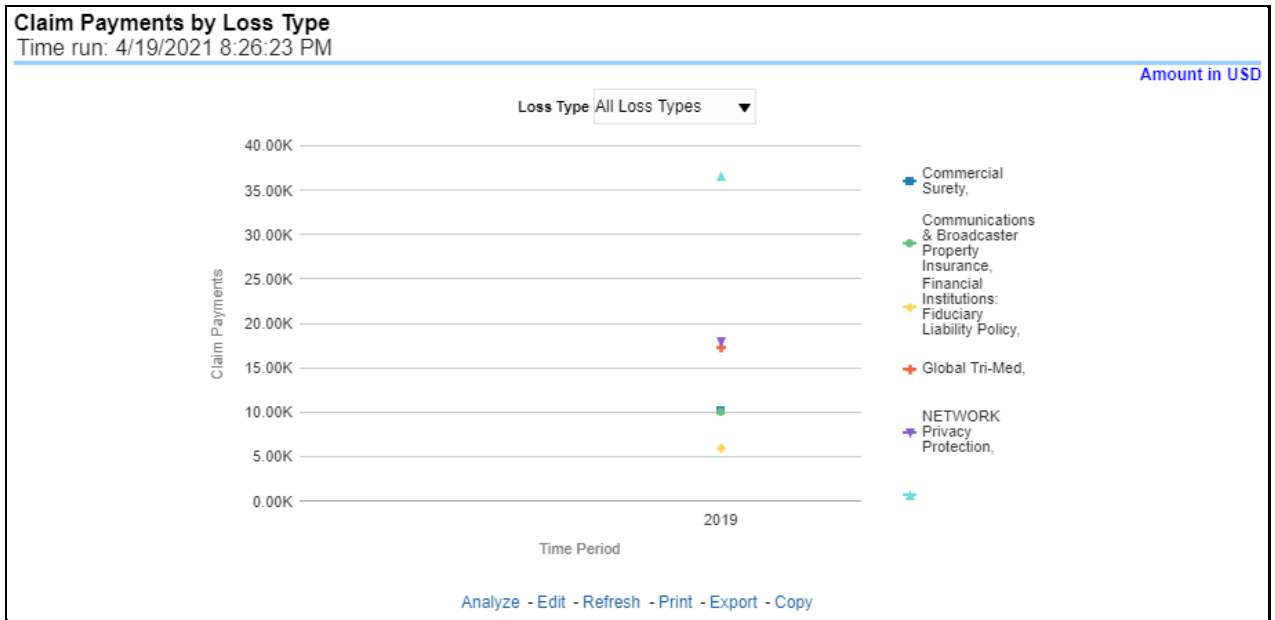 Claim Payments by Loss Type
Time run: 4/19/2021 8:26:23 PM
Amount in USD
Loss Type All Loss Types
40.00K
35.00K
30.00K
25.00K
20.00K
15.00K
10.00K
5.00K
0.00K
Claim Payments
2019
Time Period
Commercial
Surety,
Communications
& Broadcaster
Property
Insurance,
Financial
Institutions:
Fiduciary
Liability Policy,
Global Tri-Med,
NETWORK
Privacy
Protection,
Analyze - Edit - Refresh - Print - Export - Copy